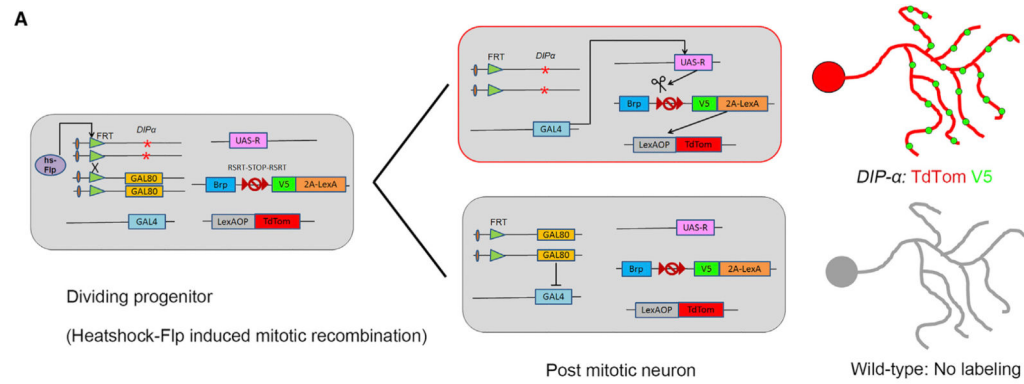 A
FRT
DIPα
*
*
hs-Flp
X
GAL80
GAL80
GAL4
UAS-R
RSRT-STOP-RSRT
Brp
V5
2A-LexA
LexAOP
TdTom
Dividing progenitor
(Heatshock-Flp induced mitotic recombination)
FRT
DIPα
*
*
GAL4
UAS-R
Brp
V5
2A-LexA
LexAOP
TdTom
FRT
GAL80
GAL80
GAL4
UAS-R
Brp
V5
2A-LexA
LexAOP
TdTom
Post mitotic neuron
DIP-α: TdTom V5
Wild-type: No labeling